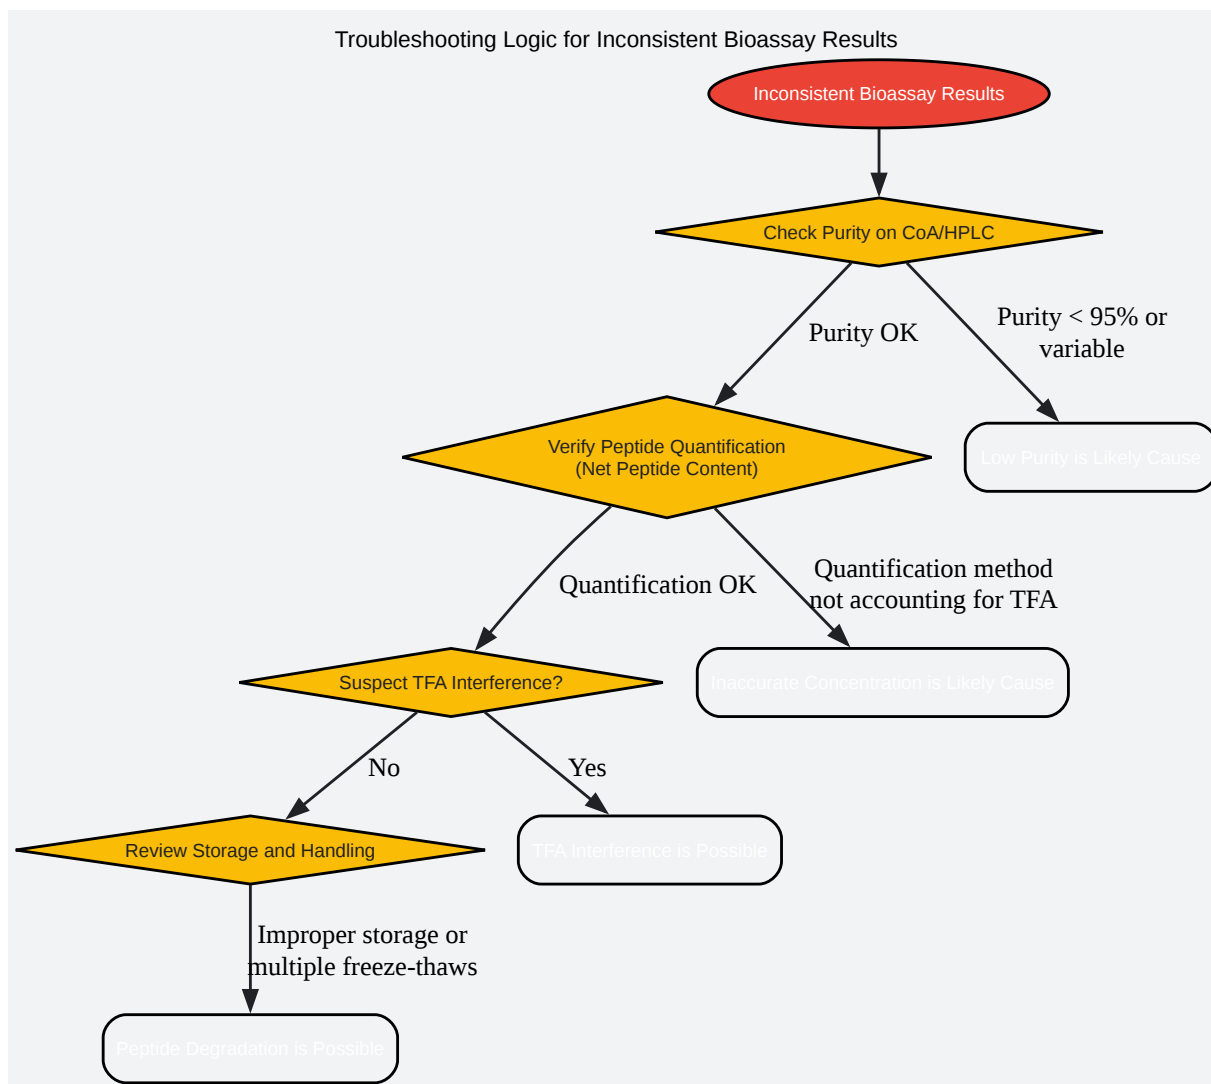 Troubleshooting Logic for Inconsistent Bioassay Results
Inconsistent Bioassay Results
Check Purity on CoA/HPLC
Purity OK
Purity < 95% or
variable
Verify Peptide Quantification
(Net Peptide Content)
Low Purity is Likely Cause
Quantification OK
Quantification method
not accounting for TFA
Suspect TFA Interference?
Inaccurate Concentration is Likely Cause
No
Yes
Review Storage and Handling
TFA Interference is Possible
Improper storage or
multiple freeze-thaws
Peptide Degradation is Possible